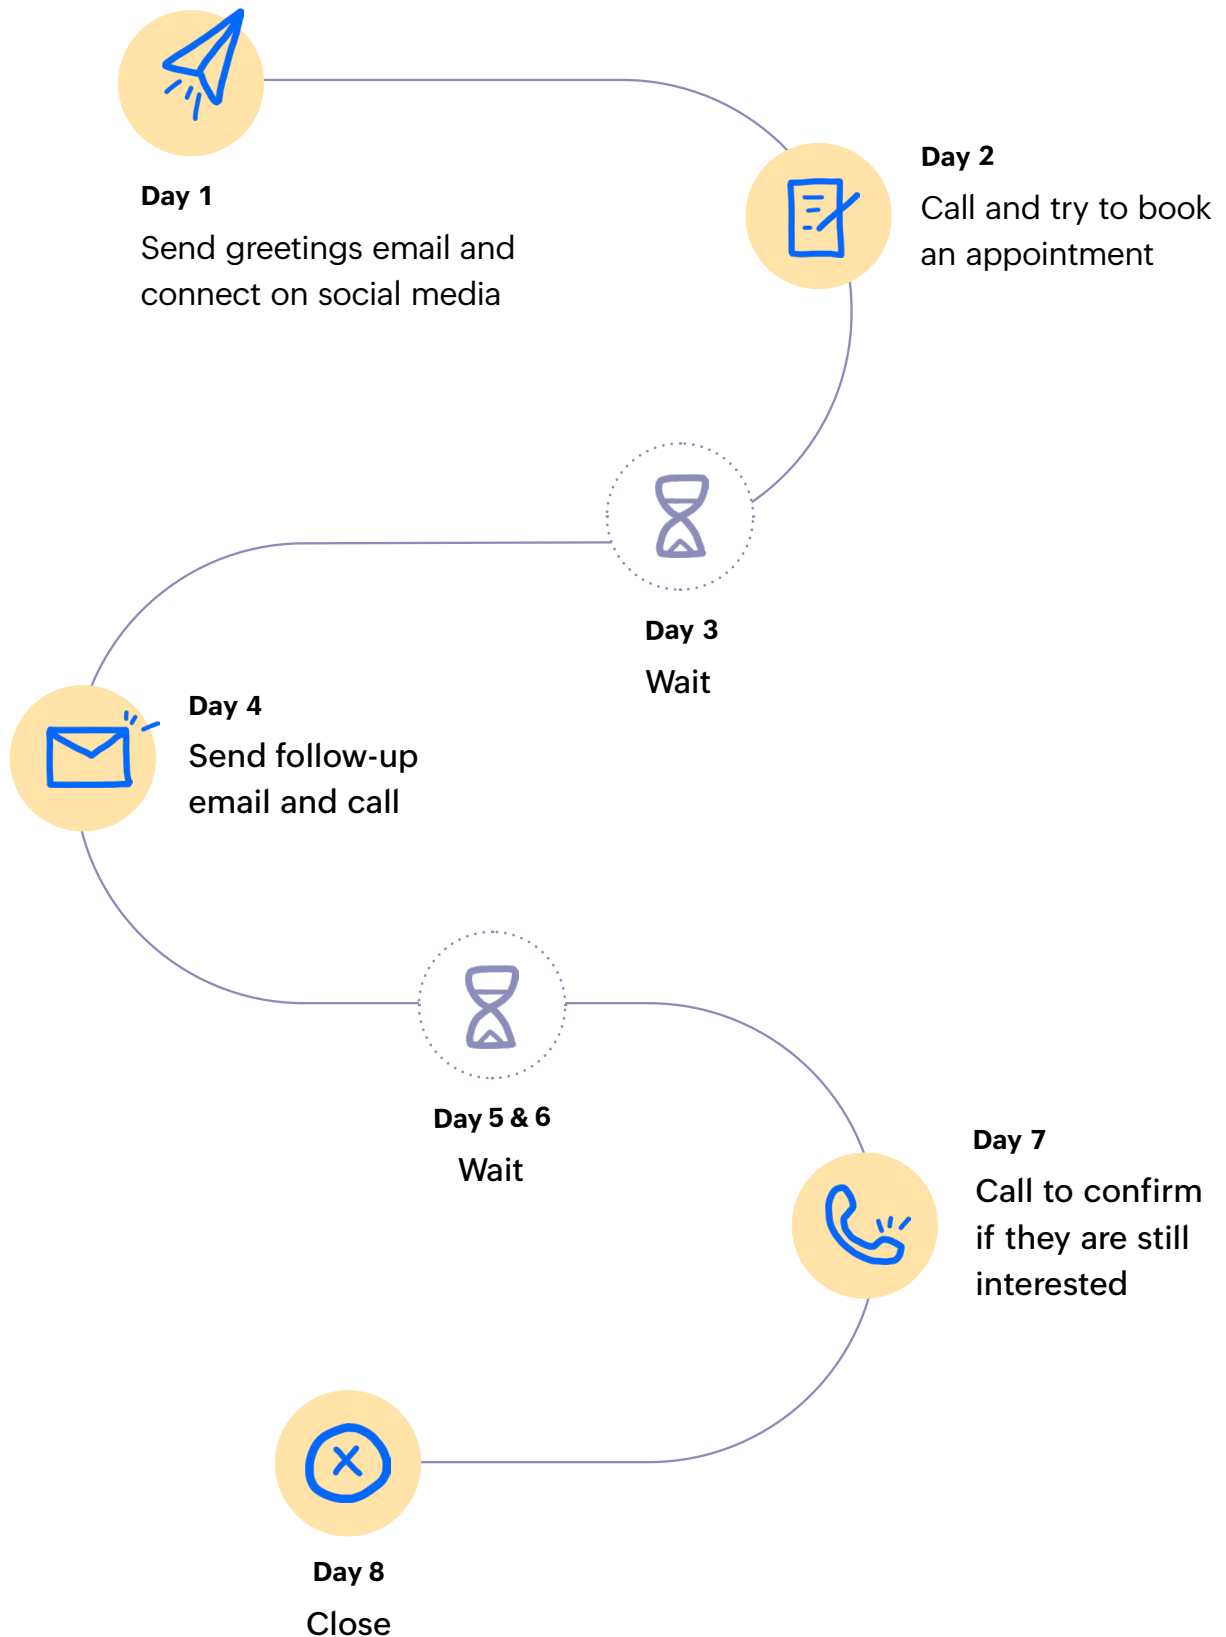 Day 1
Send greetings email and
connect on social media
Day 2
Call and try to book
an appointment
Day 3
Wait
Day 4
Send follow-up
email and call
Day 5 & 6
Wait
Day 7
Call to confirm
if they are still
interested
Day 8
Close